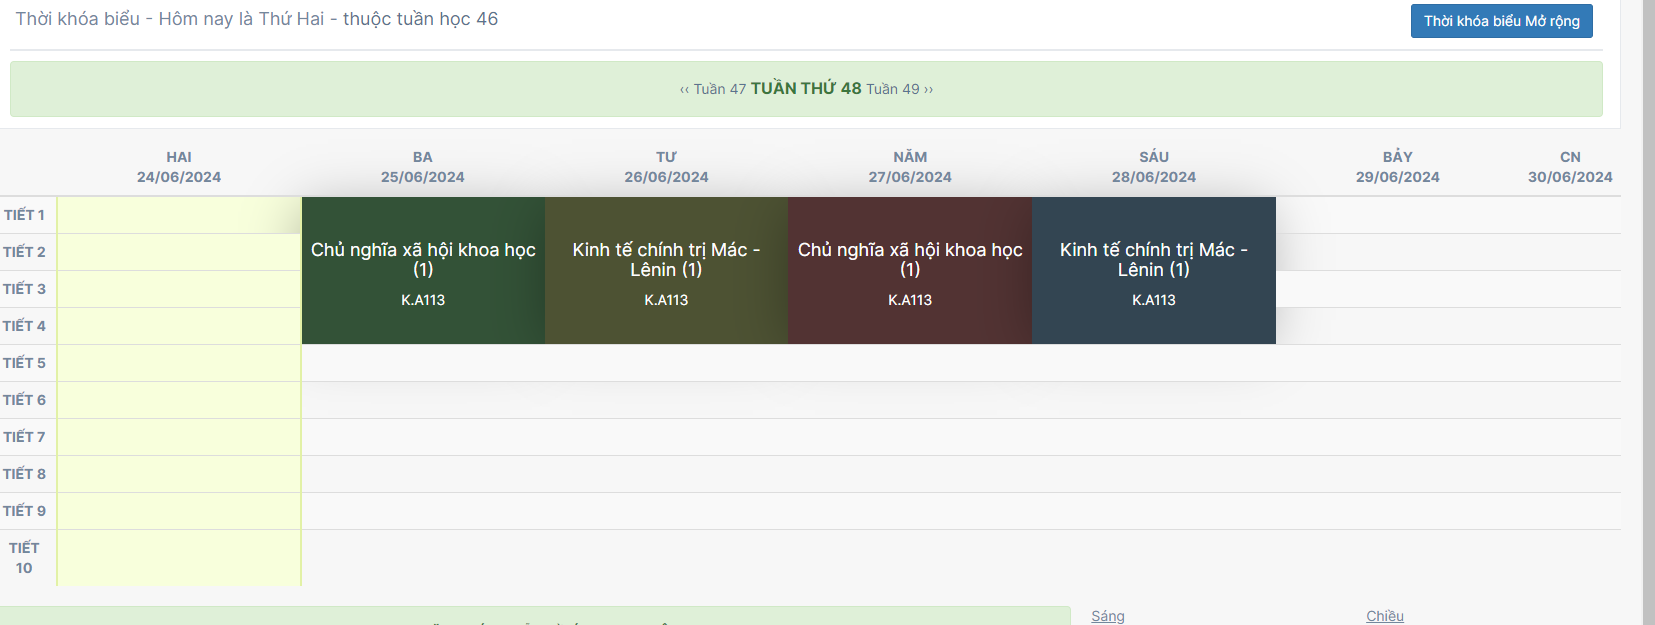 Thời khóa biểu - Hôm nay là Thứ Hai - thuộc tuần học 46
Thời khóa biểu Mở rộng
‹‹ Tuần 47 TUẦN THỨ 48 Tuần 49 ››
HAI BA TƯ NĂM SÁU BẢY CN
24/06/2024 25/06/2024 26/06/2024 27/06/2024 28/06/2024 29/06/2024 30/06/2024
TIẾT 1
TIẾT 2
TIẾT 3
TIẾT 4
TIẾT 5
TIẾT 6
TIẾT 7
TIẾT 8
TIẾT 9
TIẾT
10
Chủ nghĩa xã hội khoa học
(1)
K.A113
Kinh tế chính trị Mác -
Lênin (1)
K.A113
Chủ nghĩa xã hội khoa học
(1)
K.A113
Kinh tế chính trị Mác -
Lênin (1)
K.A113
Sáng
Chiều